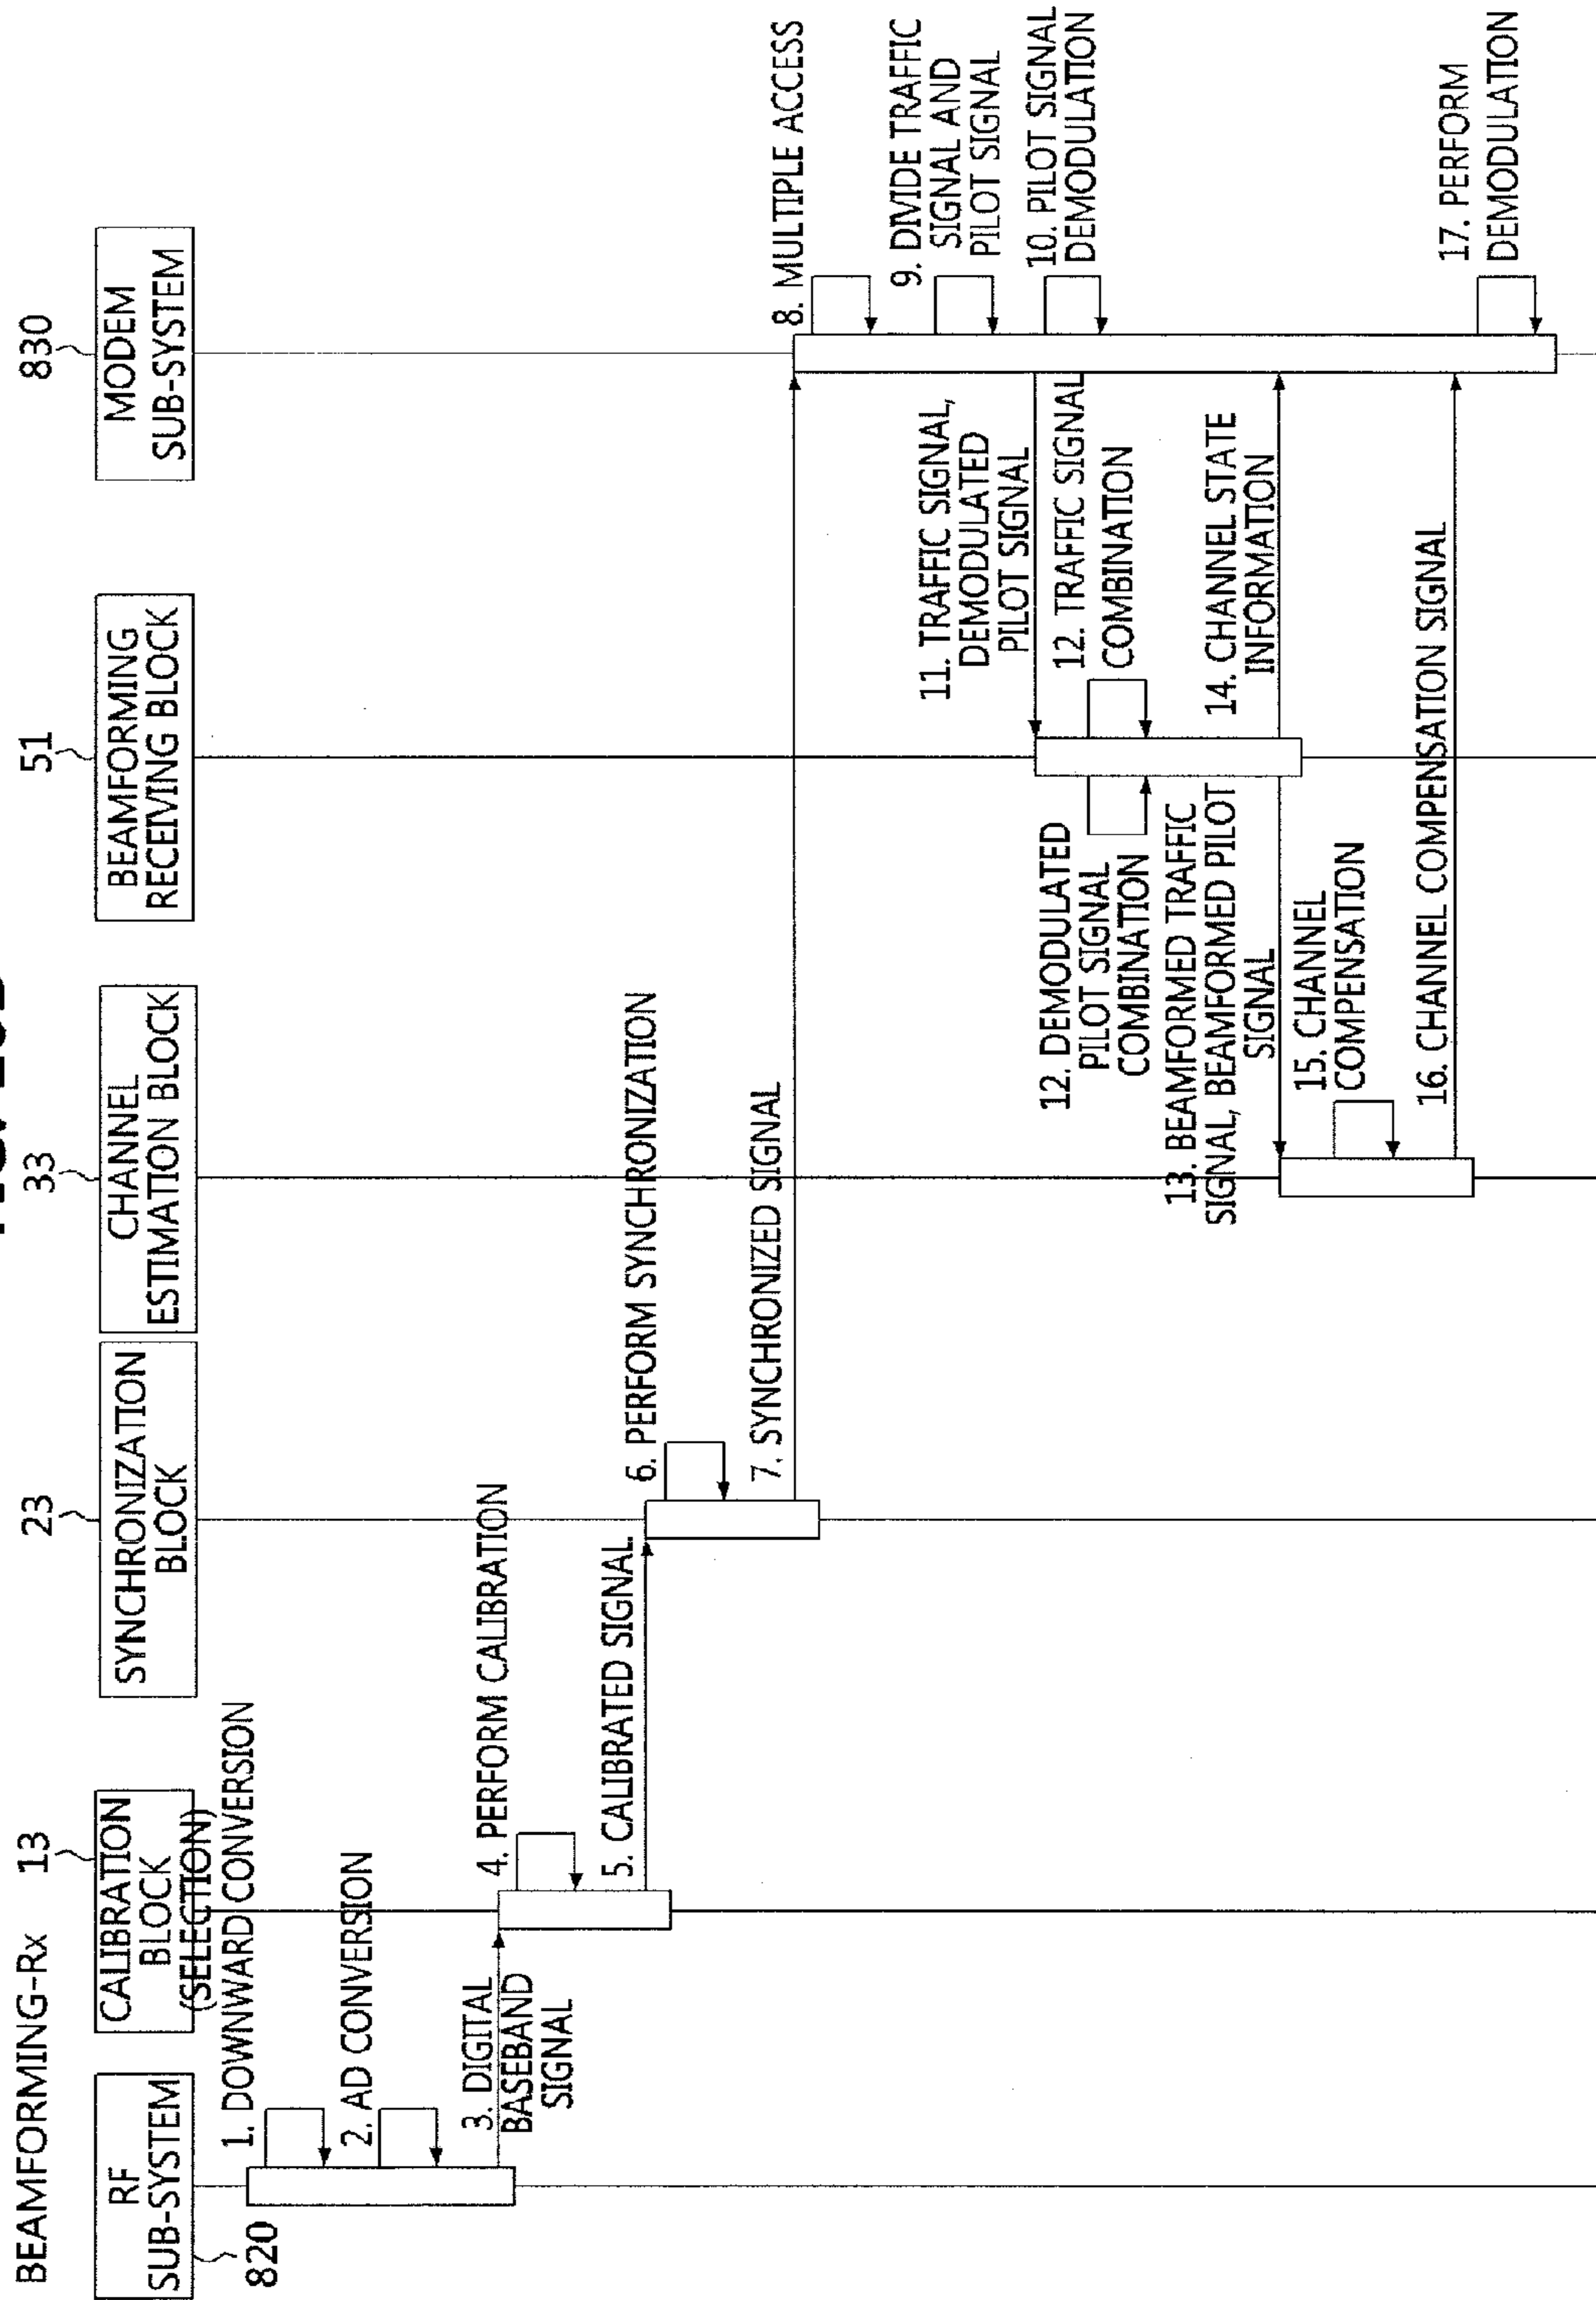 BEAMFORMING-Rx
RF
SUB-SYSTEM
820
13
CALIBRATION
BLOCK
(SELECTION)
23
SYNCHRONIZATION
BLOCK
33
CHANNEL
ESTIMATION BLOCK
51
BEAMFORMING
RECEIVING BLOCK
830
MODEM
SUB-SYSTEM
1. DOWNWARD CONVERSION
2. AD CONVERSION
3. DIGITAL
BASEBAND
SIGNAL
4. PERFORM CALIBRATION
5. CALIBRATED SIGNAL
6. PERFORM SYNCHRONIZATION
7. SYNCHRONIZED SIGNAL
8. MULTIPLE ACCESS
9. DIVIDE TRAFFIC
SIGNAL AND
PILOT SIGNAL
10. PILOT SIGNAL
DEMODULATION
11. TRAFFIC SIGNAL,
DEMODULATED
PILOT SIGNAL
12. TRAFFIC SIGNAL
COMBINATION
12. DEMODULATED
PILOT SIGNAL
COMBINATION
13. BEAMFORMED TRAFFIC
SIGNAL, BEAMFORMED PILOT
SIGNAL
14. CHANNEL STATE
INFORMATION
15. CHANNEL
COMPENSATION
16. CHANNEL COMPENSATION SIGNAL
17. PERFORM
DEMODULATION